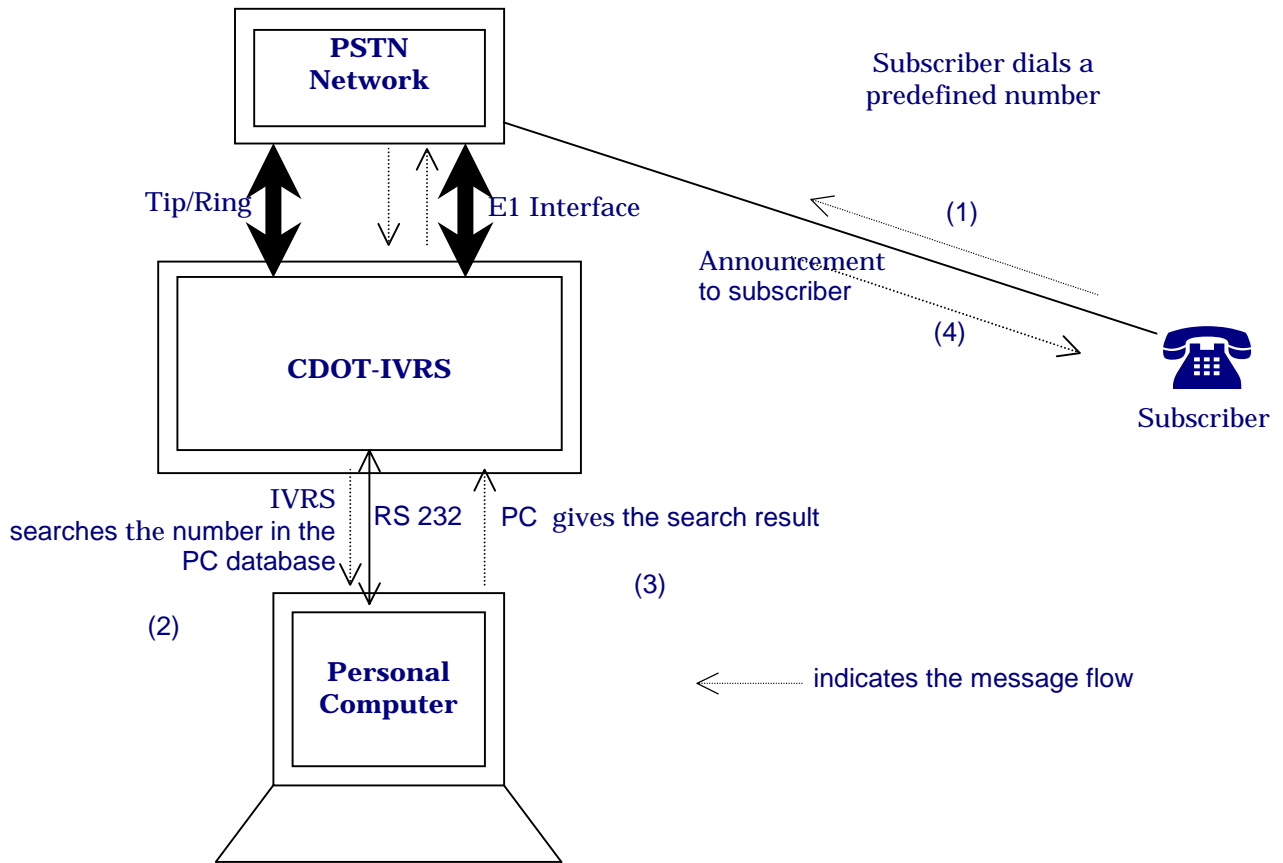 PSTN
Network
Subscriber dials a
predefined number
Tip/Ring
E1 Interface
(1)
Announcement
to subscriber
(4)
CDOT-IVRS
Subscriber
IVRS
searches the number in the
PC database
RS 232
PC gives the search result
(3)
(2)
Personal
Computer
indicates the message flow